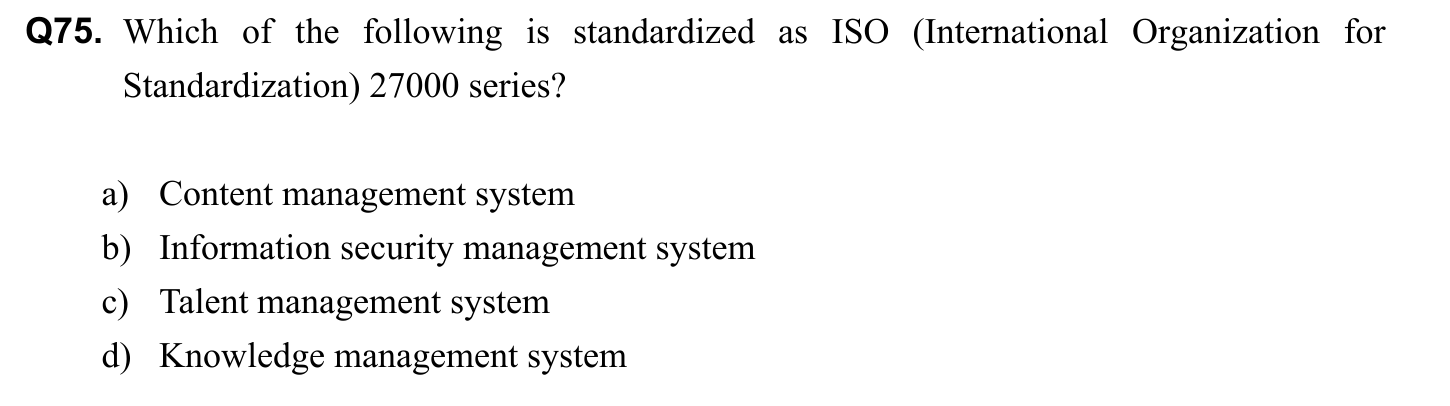 Q75. Which of the following is standardized as ISO (International Organization for
Standardization) 27000 series?
a) Content management system
b) Information security management system
c) Talent management system
d) Knowledge management system